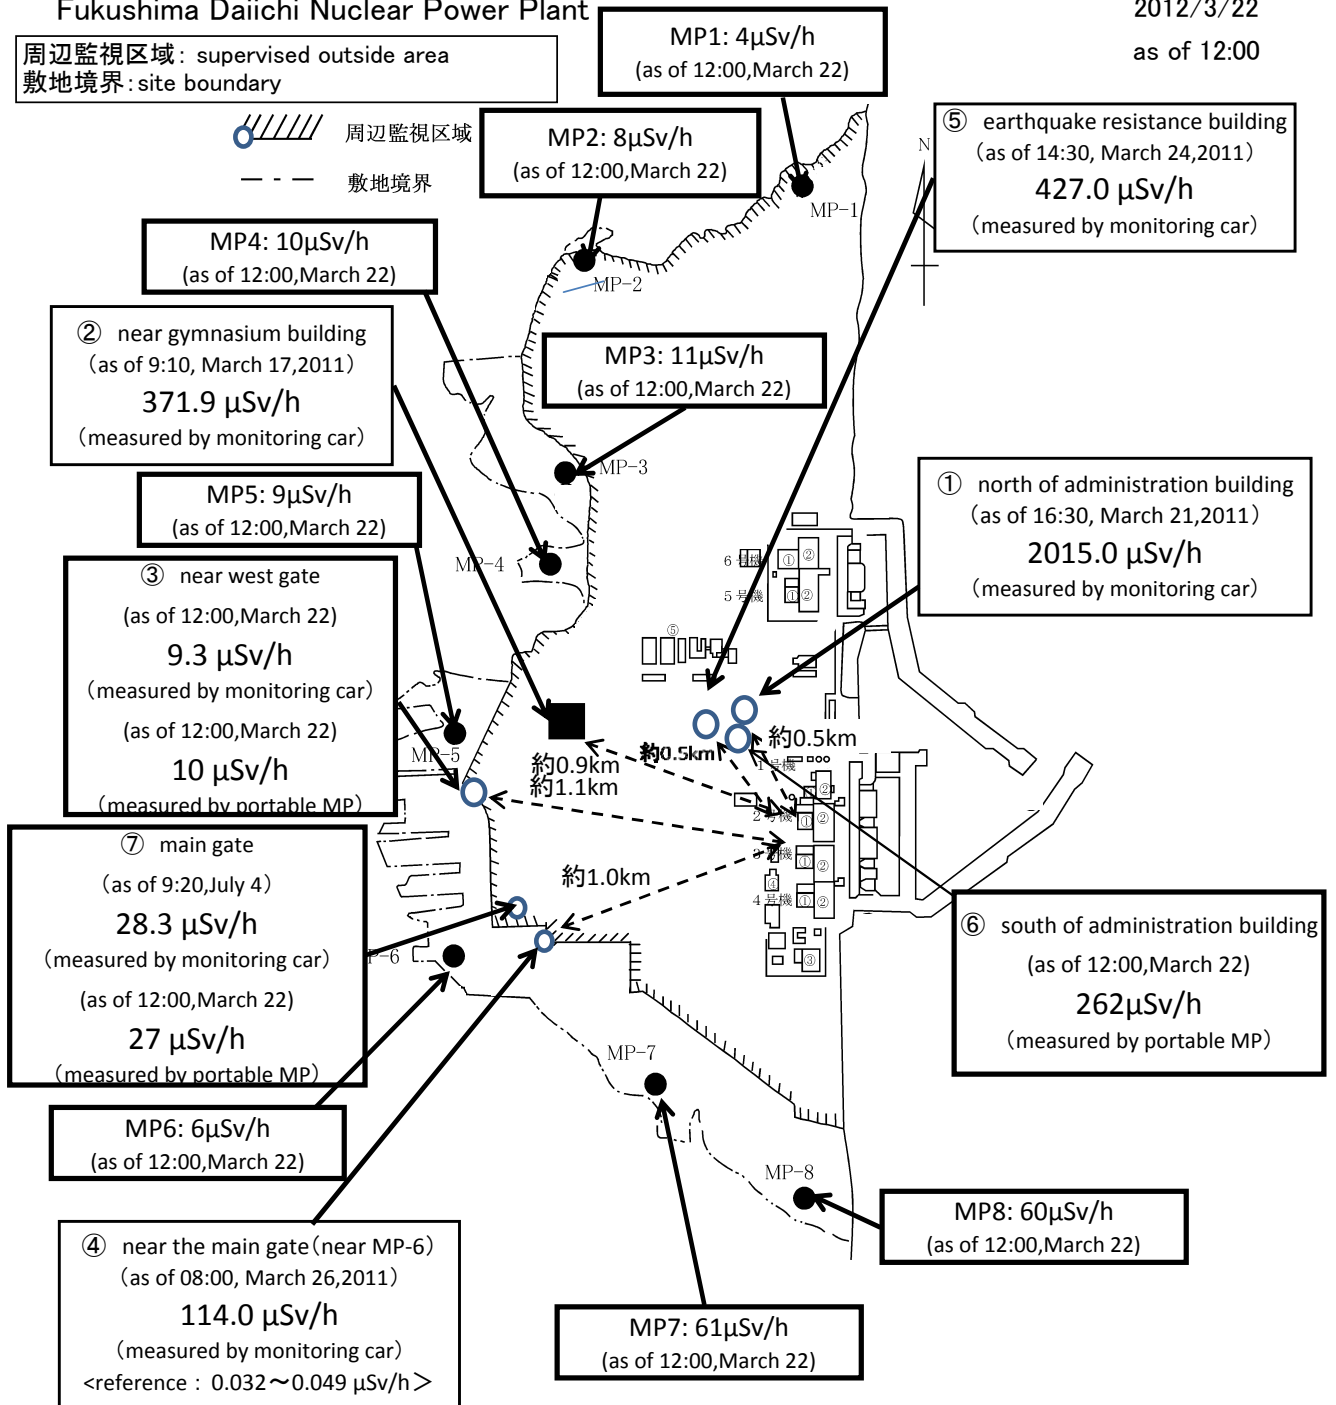 Fukushima Daiichi Nuclear Power Plant
2012/3/22
as of 12:00
周辺監視区域: supervised outside area
敷地境界:site boundary
周辺監視区域
敷地境界
MP1: 4μSv/h
(as of 12:00,March 22)
MP2: 8μSv/h
(as of 12:00,March 22)
⑤ earthquake resistance building
(as of 14:30, March 24,2011)
427.0 μSv/h
(measured by monitoring car)
N
MP-1
MP4: 10μSv/h
(as of 12:00,March 22)
MP-2
② near gymnasium building
(as of 9:10, March 17,2011)
371.9 μSv/h
(measured by monitoring car)
MP3: 11μSv/h
(as of 12:00,March 22)
MP-3
MP5: 9μSv/h
(as of 12:00,March 22)
① north of administration building
(as of 16:30, March 21,2011)
2015.0 μSv/h
(measured by monitoring car)
MP-4
③ near west gate
(as of 12:00,March 22)
9.3 μSv/h
(measured by monitoring car)
(as of 12:00,March 22)
10 μSv/h
(measured by portable MP)
6号機
① ②
5号機
① ②
⑤
MP-5
約0.9km
約1.1km
約0.5km
約0.5km
1号機
②
2号機
① ②
3号機
① ②
④
4号機
① ②
③
約1.0km
⑦ main gate
(as of 9:20,July 4)
28.3 μSv/h
(measured by monitoring car)
(as of 12:00,March 22)
27 μSv/h
(measured by portable MP)
P-6
⑥ south of administration building
(as of 12:00,March 22)
262μSv/h
(measured by portable MP)
MP-7
MP6: 6μSv/h
(as of 12:00,March 22)
MP-8
MP8: 60μSv/h
(as of 12:00,March 22)
④ near the main gate(near MP-6)
(as of 08:00, March 26,2011)
114.0 μSv/h
(measured by monitoring car)
<reference : 0.032～0.049 μSv/h>
MP7: 61μSv/h
(as of 12:00,March 22)